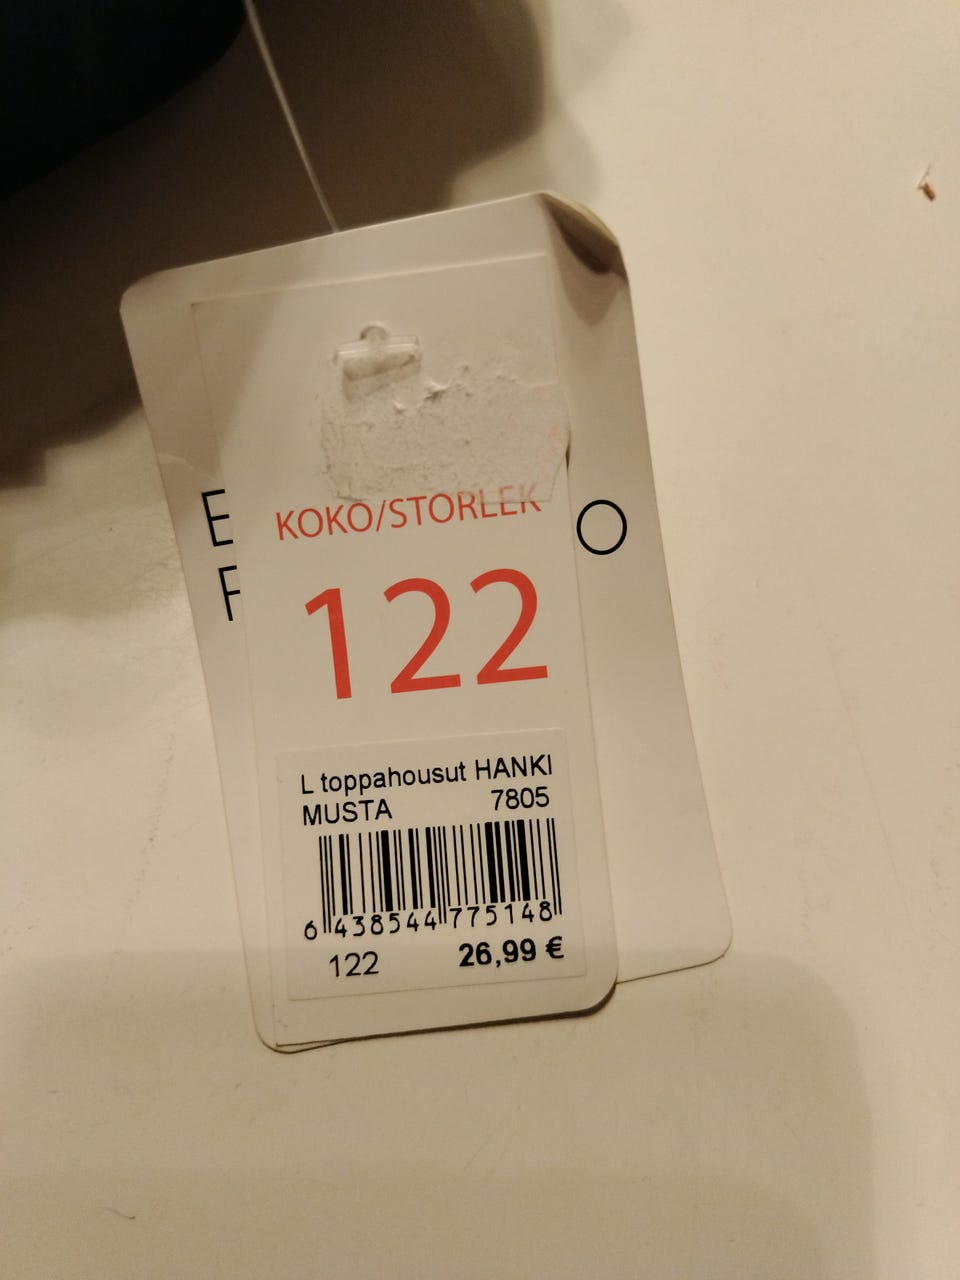 KOKO/STORLEK
E O
F
122
L toppahousut HANKI
MUSTA 7805
6 438544 775148
122 26,99 €